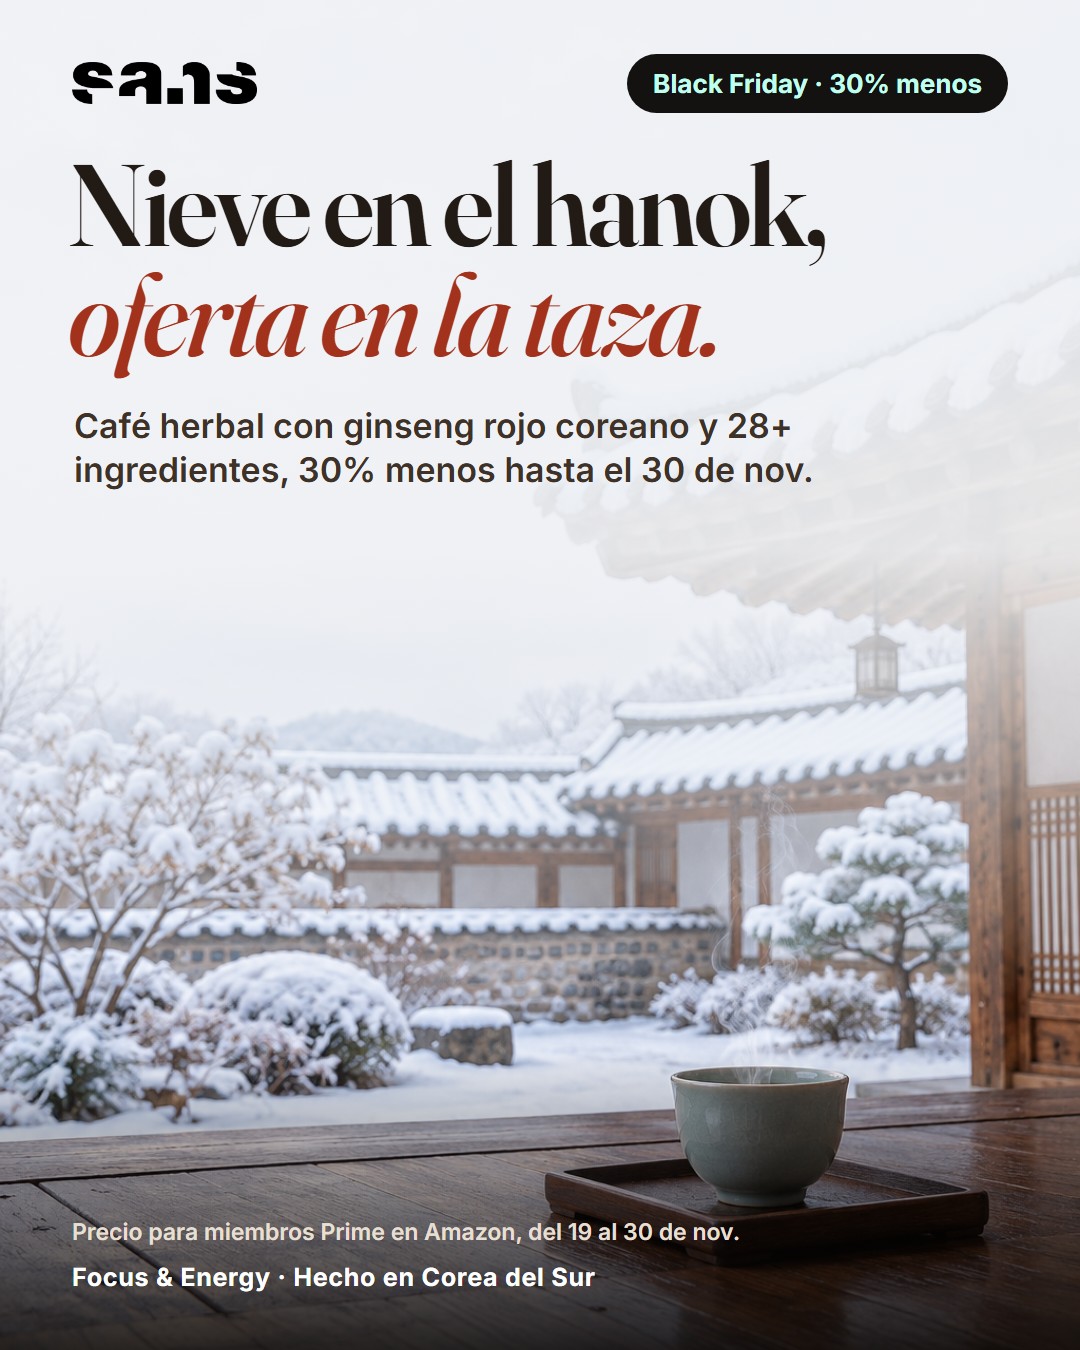 sans
Black Friday · 30% menos
Nieve en el hanok,
oferta en la taza.
Café herbal con ginseng rojo coreano y 28+
ingredientes, 30% menos hasta el 30 de nov.
Precio para miembros Prime en Amazon, del 19 al 30 de nov.
Focus & Energy · Hecho en Corea del Sur